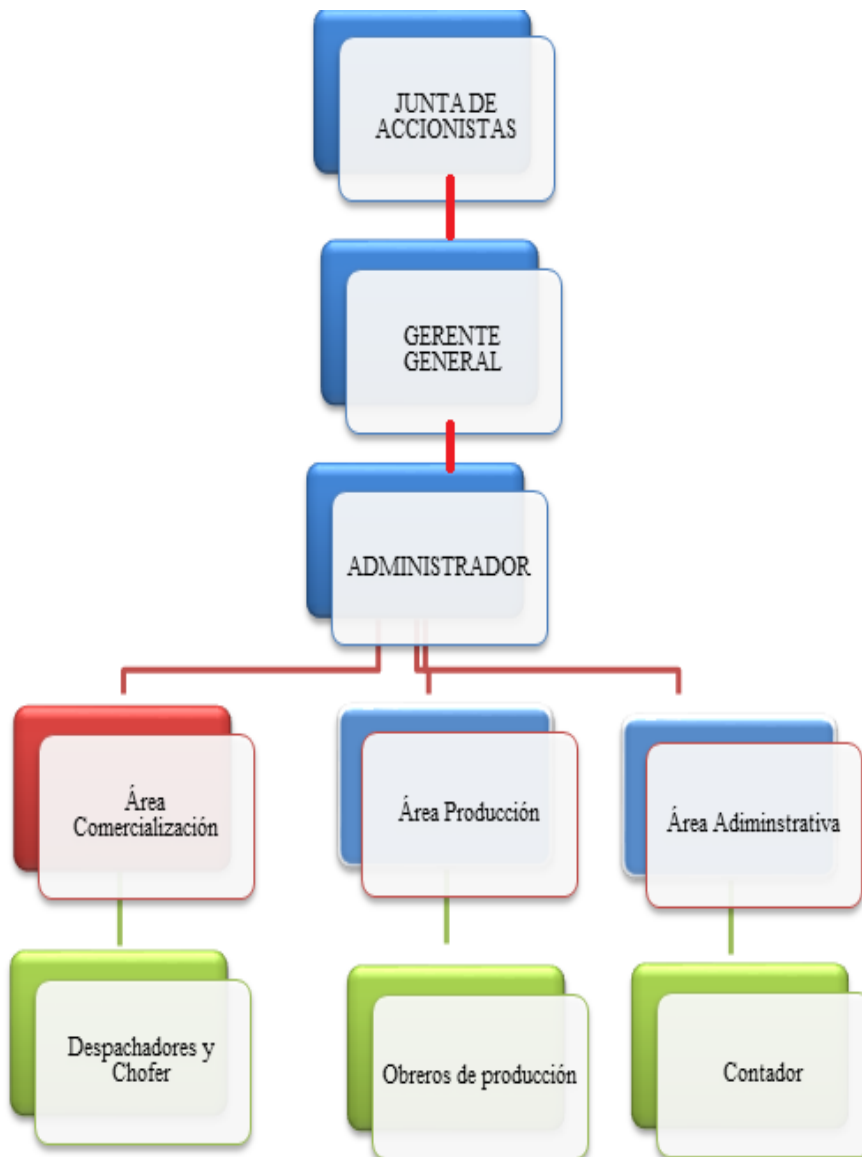 JUNTA DE
ACCIONISTAS
GERENTE
GENERAL
ADMINISTRADOR
Área
Comercialización
Área Producción
Área Adiminstrativa
Despachadores y
Chofer
Obreros de producción
Contador